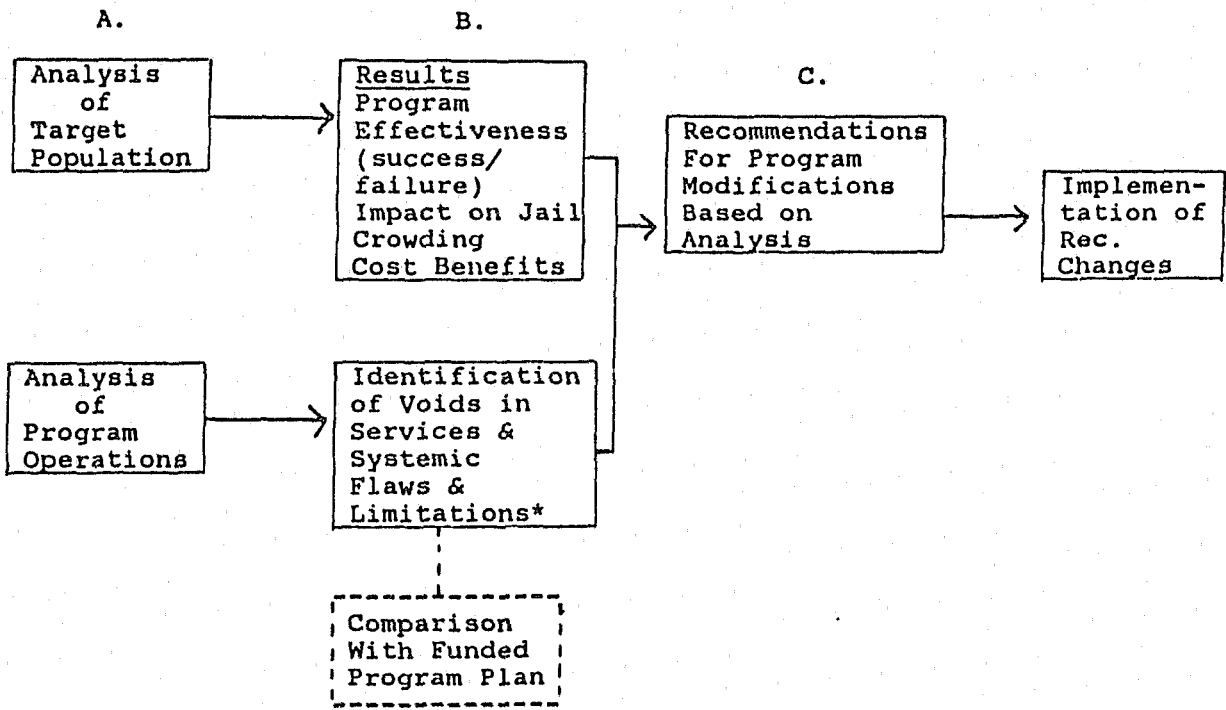 A.
B.
C.
Analysis
of
Target
Population
Results
Program
Effectiveness
(success/
failure)
Impact on Jail
Crowding
Cost Benefits
Recommendations
For Program
Modifications
Based on
Analysis
Implemen-
tation of
Rec.
Changes
Analysis
of
Program
Operations
Identification
of Voids in
Services &
Systemic
Flaws &
Limitations*
Comparison
With Funded
Program Plan